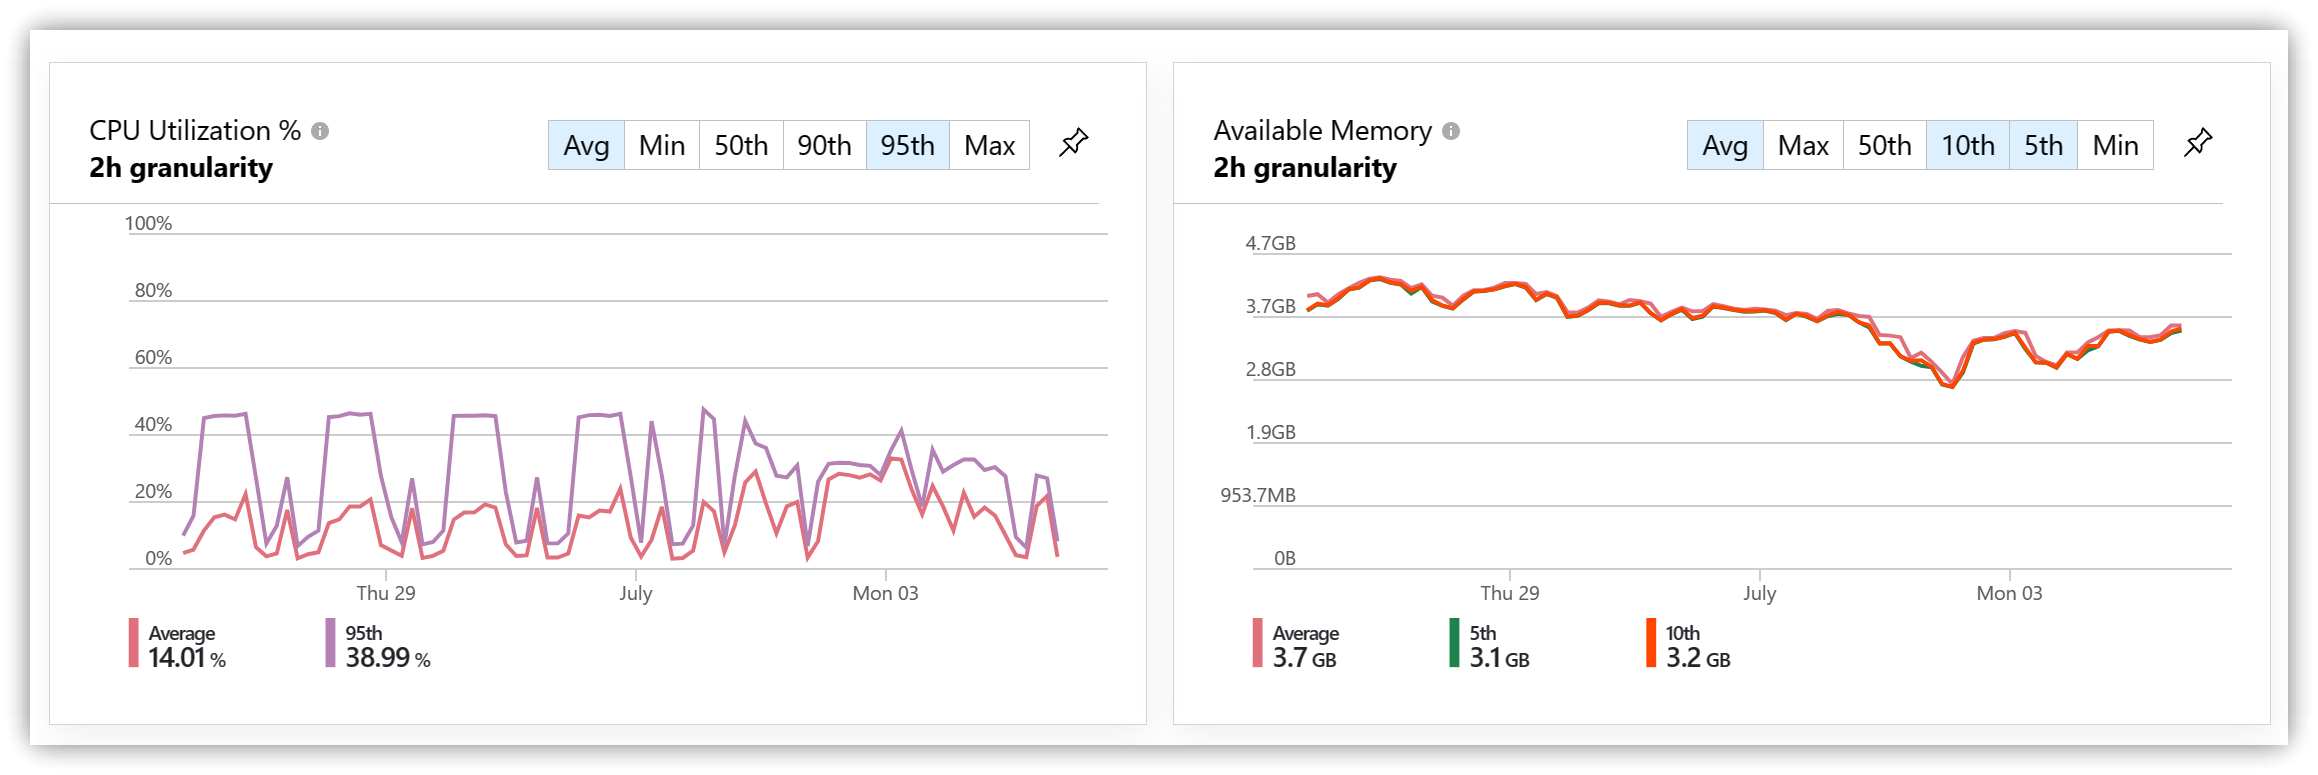 CPU Utilization %
2h granularity
Avg Min 50th 90th 95th Max
100%
80%
60%
40%
20%
0%
Thu 29 July Mon 03
Average
14.01 %
95th
38.99 %
Available Memory
2h granularity
Avg Max 50th 10th 5th Min
4.7GB
3.7GB
2.8GB
1.9GB
953.7MB
0B
Thu 29 July Mon 03
Average
3.7 GB
5th
3.1 GB
10th
3.2 GB